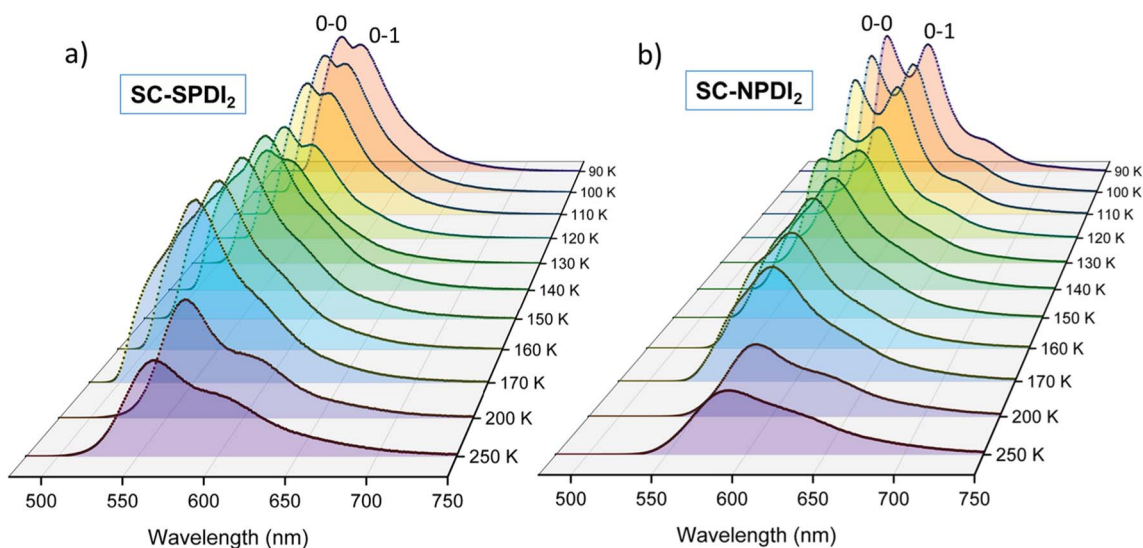 a)
SC-SPDI₂
0-0
0-1
90 K
100 K
110 K
120 K
130 K
140 K
150 K
160 K
170 K
200 K
250 K
500 550 600 650 700 750
Wavelength (nm)
b)
SC-NPDI₂
0-0
0-1
90 K
100 K
110 K
120 K
130 K
140 K
150 K
160 K
170 K
200 K
250 K
500 550 600 650 700 750
Wavelength (nm)